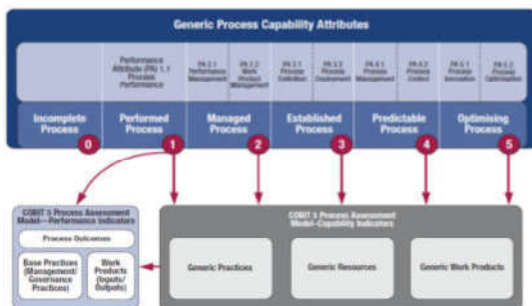 Generic Process Capability Attributes
Performance
Attribute (PA) 1.1
Process
Performance
PA 2.1
Performance
Management
PA 2.2
Work
Product
Management
PA 3.1
Process
Definition
PA 3.2
Process
Deployment
PA 4.1
Process
Management
PA 4.2
Process
Control
PA 5.1
Process
Innovation
PA 5.2
Process
Optimisation
Incomplete
Process
0
Performed
Process
1
Managed
Process
2
Established
Process
3
Predictable
Process
4
Optimising
Process
5
COBIT 5 Process Assessment
Model—Performance Indicators
Process Outcomes
Base Practices
(Management/
Governance
Practices)
Work
Products
(Inputs/
Outputs)
COBIT 5 Process Assessment
Model–Capability Indicators
Generic Practices
Generic Resources
Generic Work Products